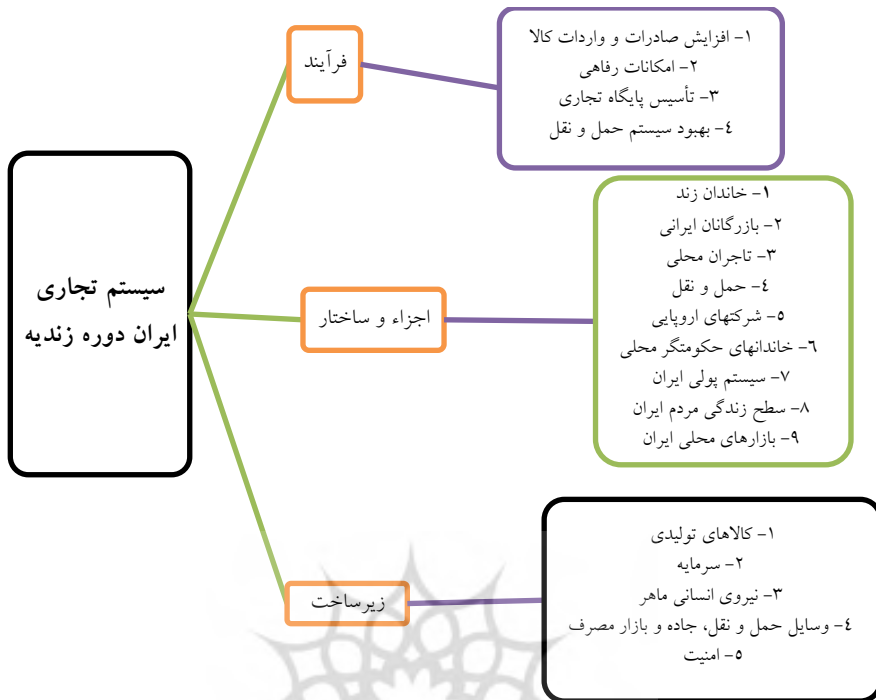 سیستم تجاری
ایران دوره زندیه
فرآیند
۱- افزایش صادرات و واردات کالا
۲- امکانات رفاهی
۳- تأسیس پایگاه تجاری
٤- بهبود سیستم حمل و نقل
اجزاء و ساختار
۱- خاندان زند
۲- بازرگانان ایرانی
۳- تاجران محلی
٤- حمل و نقل
٥- شرکتهای اروپایی
٦- خاندانهای حکومتگر محلی
۷- سیستم پولی ایران
۸- سطح زندگی مردم ایران
۹- بازارهای محلی ایران
زیرساخت
۱- کالاهای تولیدی
۲- سرمایه
۳- نیروی انسانی ماهر
٤- وسایل حمل و نقل، جاده و بازار مصرف
٥- امنیت